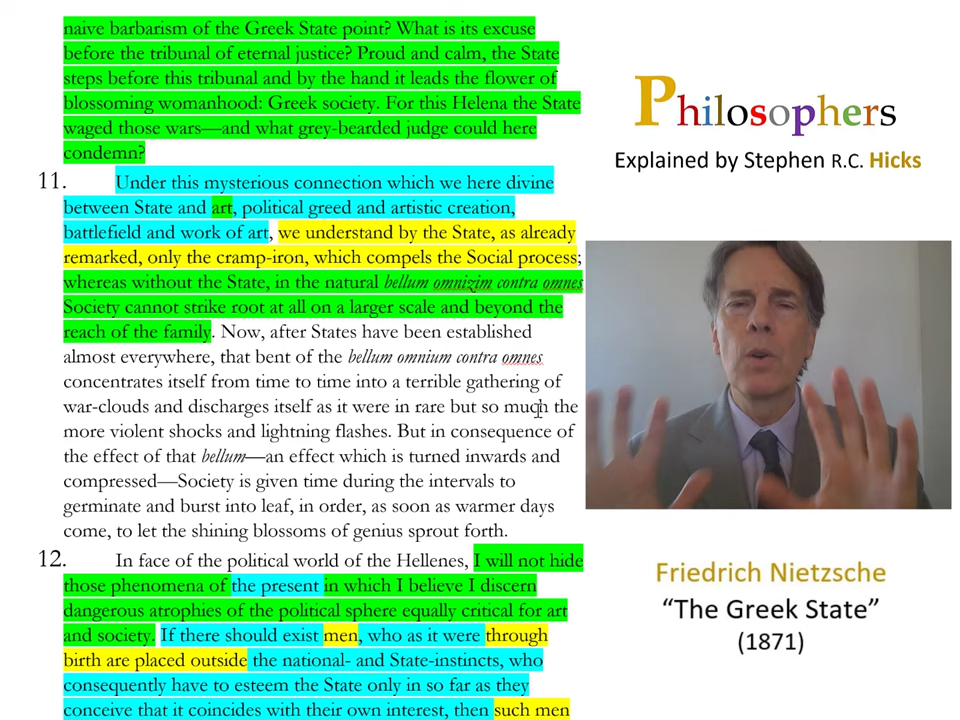 naive barbarism of the Greek State point? What is its excuse
before the tribunal of eternal justice? Proud and calm, the State
steps before this tribunal and by the hand it leads the flower of
blossoming womanhood: Greek society. For this Helena the State
waged those wars—and what grey-bearded judge could here
condemn?
11. Under this mysterious connection which we here divine
between State and art, political greed and artistic creation,
battlefield and work of art, we understand by the State, as already
remarked, only the cramp-iron, which compels the Social process;
whereas without the State, in the natural bellum omnizim contra omnes
Society cannot strike root at all on a larger scale and beyond the
reach of the family. Now, after States have been established
almost everywhere, that bent of the bellum omnium contra omnes
concentrates itself from time to time into a terrible gathering of
war-clouds and discharges itself as it were in rare but so much the
more violent shocks and lightning flashes. But in consequence of
the effect of that bellum—an effect which is turned inwards and
compressed—Society is given time during the intervals to
germinate and burst into leaf, in order, as soon as warmer days
come, to let the shining blossoms of genius sprout forth.
12. In face of the political world of the Hellenes, I will not hide
those phenomena of the present in which I believe I discern
dangerous atrophies of the political sphere equally critical for art
and society. If there should exist men, who as it were through
birth are placed outside the national- and State-instincts, who
consequently have to esteem the State only in so far as they
conceive that it coincides with their own interest, then such men
Philosophers
Explained by Stephen R.C. Hicks
Friedrich Nietzsche
“The Greek State”
(1871)